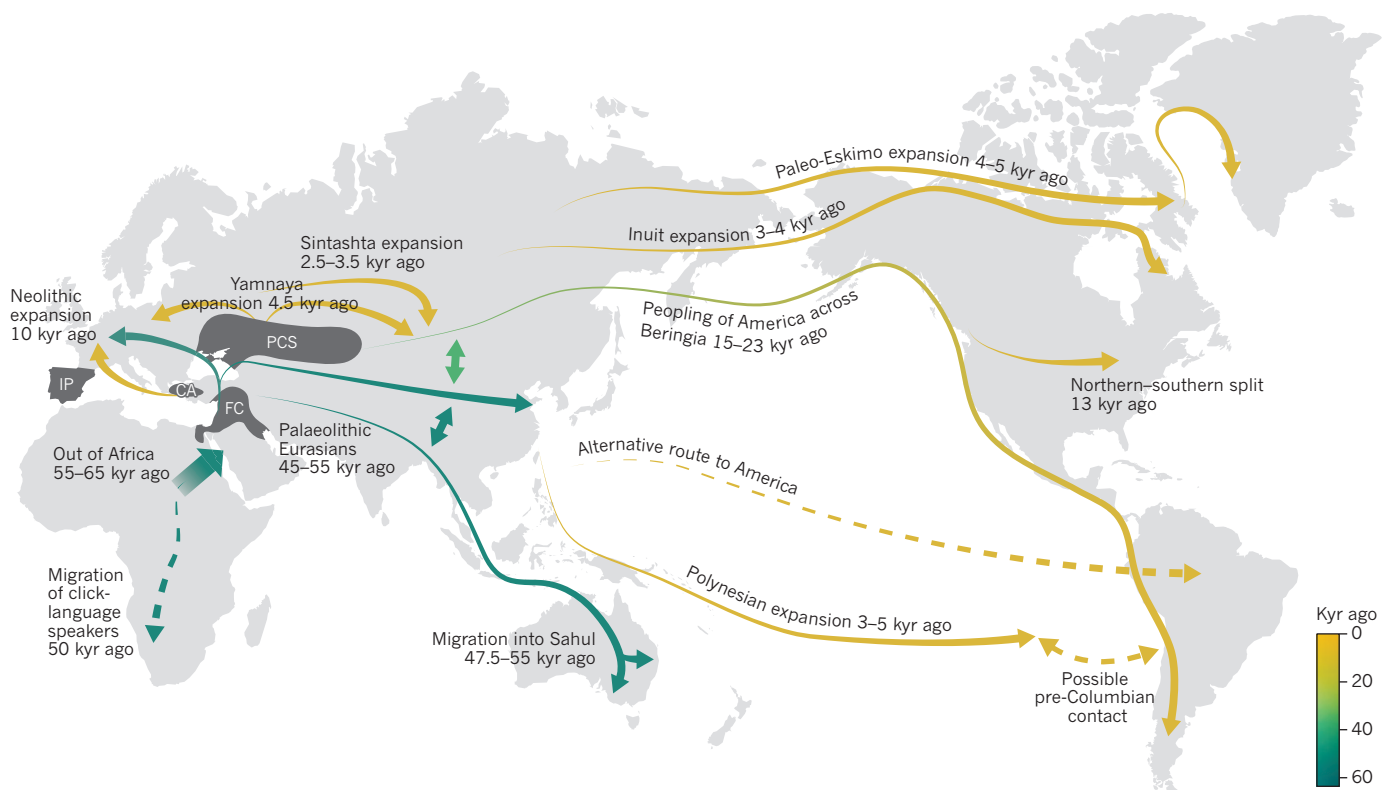 Paleo-Eskimo expansion 4–5 kyr ago
Inuit expansion 3–4 kyr ago
Sintashta expansion
2.5–3.5 kyr ago
Yamnaya
expansion 4.5 kyr ago
Neolithic
expansion
10 kyr ago
PCS
IP
CA
FC
Peopling of America across
Beringia 15–23 kyr ago
Northern–southern split
13 kyr ago
Out of Africa
55–65 kyr ago
Palaeolithic
Eurasians
45–55 kyr ago
Alternative route to America
Migration
of click-
language
speakers
50 kyr ago
Polynesian expansion 3–5 kyr ago
Migration into Sahul
47.5–55 kyr ago
Possible
pre-Columbian
contact
Kyr ago
0
20
40
60